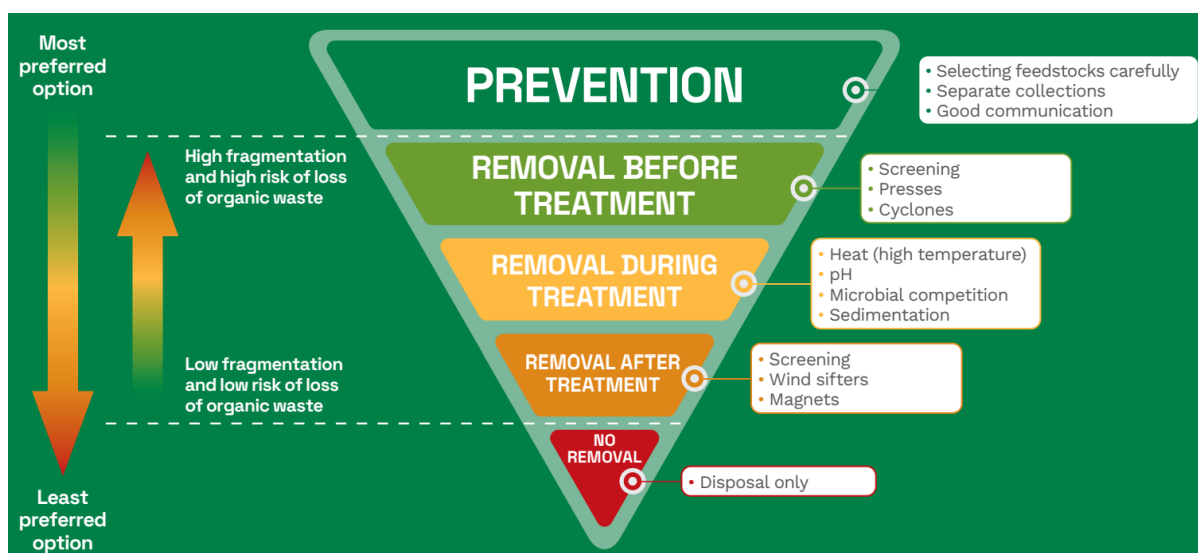 Most
preferred
option
PREVENTION
• Selecting feedstocks carefully
• Separate collections
• Good communication
High fragmentation
and high risk of loss
of organic waste
REMOVAL BEFORE
TREATMENT
• Screening
• Presses
• Cyclones
REMOVAL DURING
TREATMENT
• Heat (high temperature)
• pH
• Microbial competition
• Sedimentation
Low fragmentation
and low risk of loss
of organic waste
REMOVAL AFTER
TREATMENT
• Screening
• Wind sifters
• Magnets
NO
REMOVAL
• Disposal only
Least
preferred
option